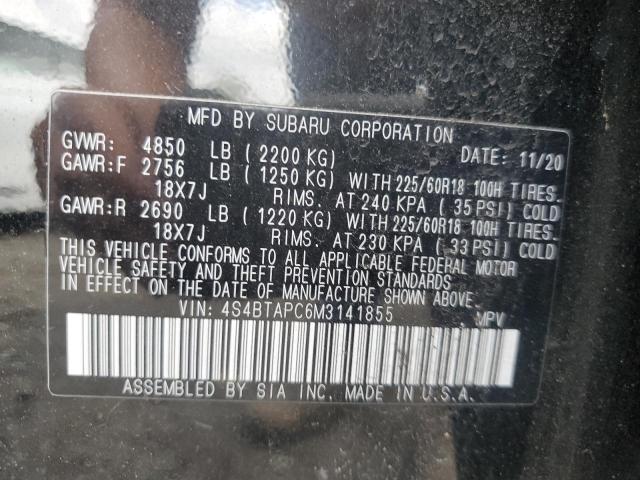 MFD BY SUBARU CORPORATION
GVWR: 4850 LB (2200 KG) DATE: 11/20
GAWR:F 2756 LB (1250 KG) WITH 225/60R18 100H TIRES.
18X7J RIMS. AT 240 KPA (35 PSI) COLD
GAWR:R 2690 LB (1220 KG) WITH 225/60R18 100H TIRES.
18X7J RIMS. AT 230 KPA (33 PSI) COLD
THIS VEHICLE CONFORMS TO ALL APPLICABLE FEDERAL MOTOR
VEHICLE SAFETY AND THEFT PREVENTION STANDARDS
IN EFFECT ON THE DATE OF MANUFACTURE SHOWN ABOVE.
VIN: 4S4BTAPC6M3141855 MPV
ASSEMBLED BY SIA INC. MADE IN U.S.A.